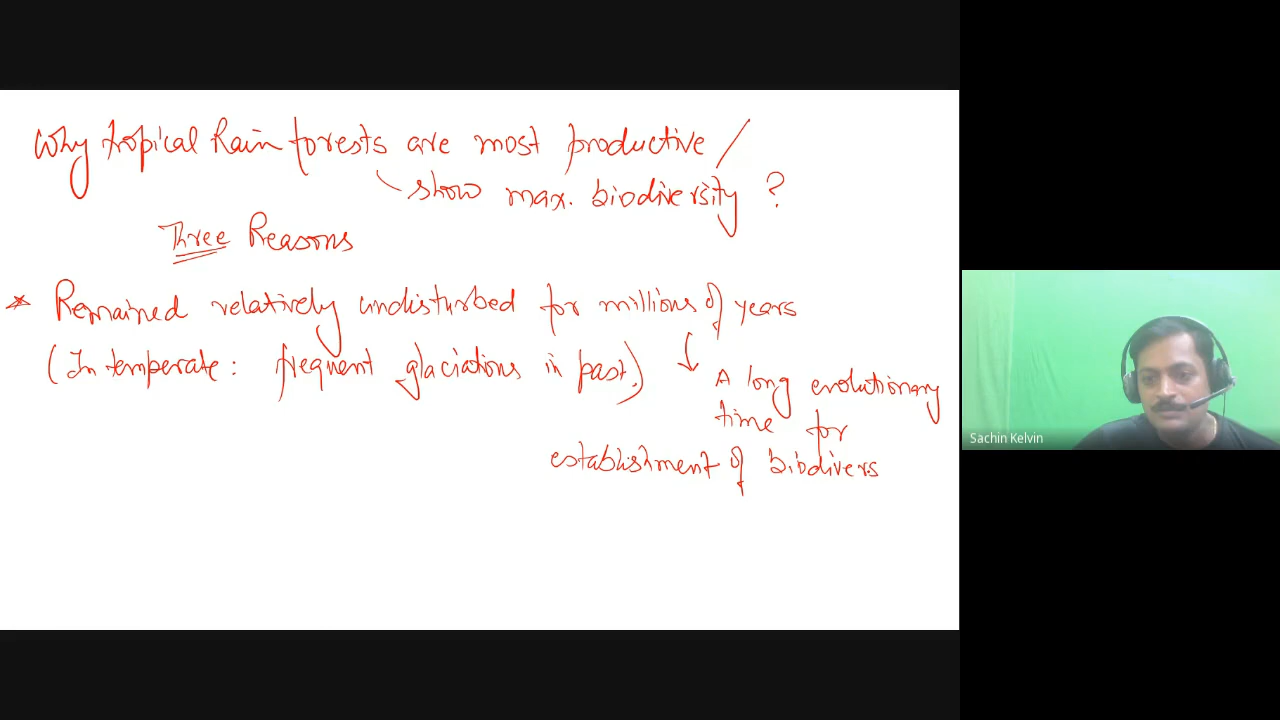 Why tropical Rain forests are most productive /
show max. biodiversity ?
Three Reasons
* Remained relatively undisturbed for millions of years
(In temperate : frequent glaciations in past.)
A long evolutionary
time for
establishment of biodivers
Sachin Kelvin